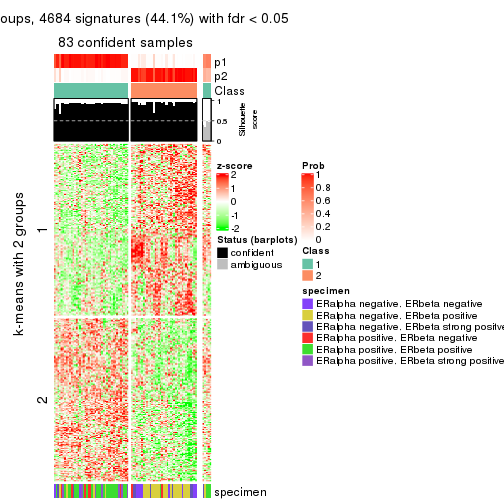 oups, 4684 signatures (44.1%) with fdr < 0.05
83 confident samples
p1
p2
Class
1
0.5
0
Silhouette
score
k-means with 2 groups
1
2
z-score
2
1
0
-1
-2
Status (barplots)
confident
ambiguous
Prob
1
0.8
0.6
0.4
0.2
0
Class
1
2
specimen
ERalpha negative. ERbeta negative
ERalpha negative. ERbeta positive
ERalpha negative. ERbeta strong positive
ERalpha positive. ERbeta negative
ERalpha positive. ERbeta positive
ERalpha positive. ERbeta strong positive
specimen